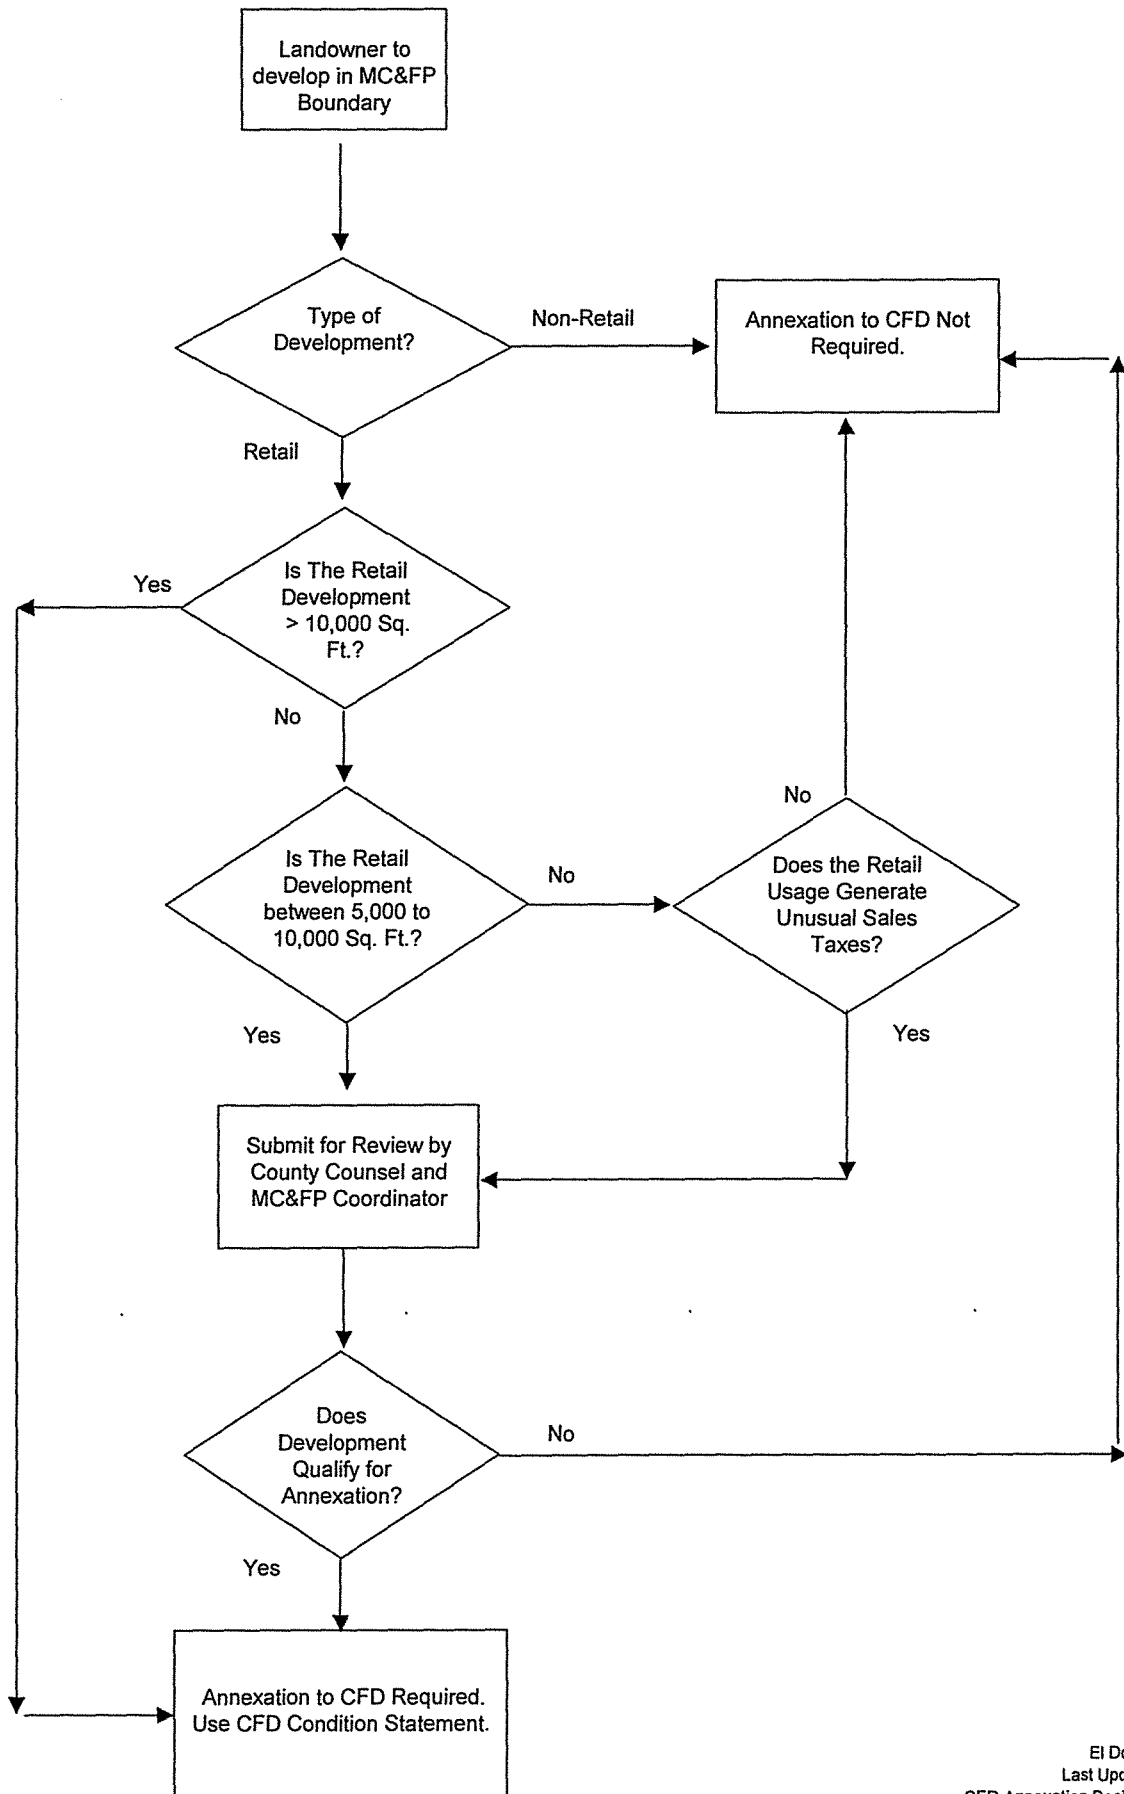 Landowner to
develop in MC&FP
Boundary
Type of
Development?
Non-Retail
Annexation to CFD Not
Required.
Retail
Is The Retail
Development
> 10,000 Sq.
Ft.?
Yes
No
Is The Retail
Development
between 5,000 to
10,000 Sq. Ft.?
No
No
Does the Retail
Usage Generate
Unusual Sales
Taxes?
Yes
Yes
Submit for Review by
County Counsel and
MC&FP Coordinator
Does
Development
Qualify for
Annexation?
No
Yes
Annexation to CFD Required.
Use CFD Condition Statement.
El Do
Last Upd